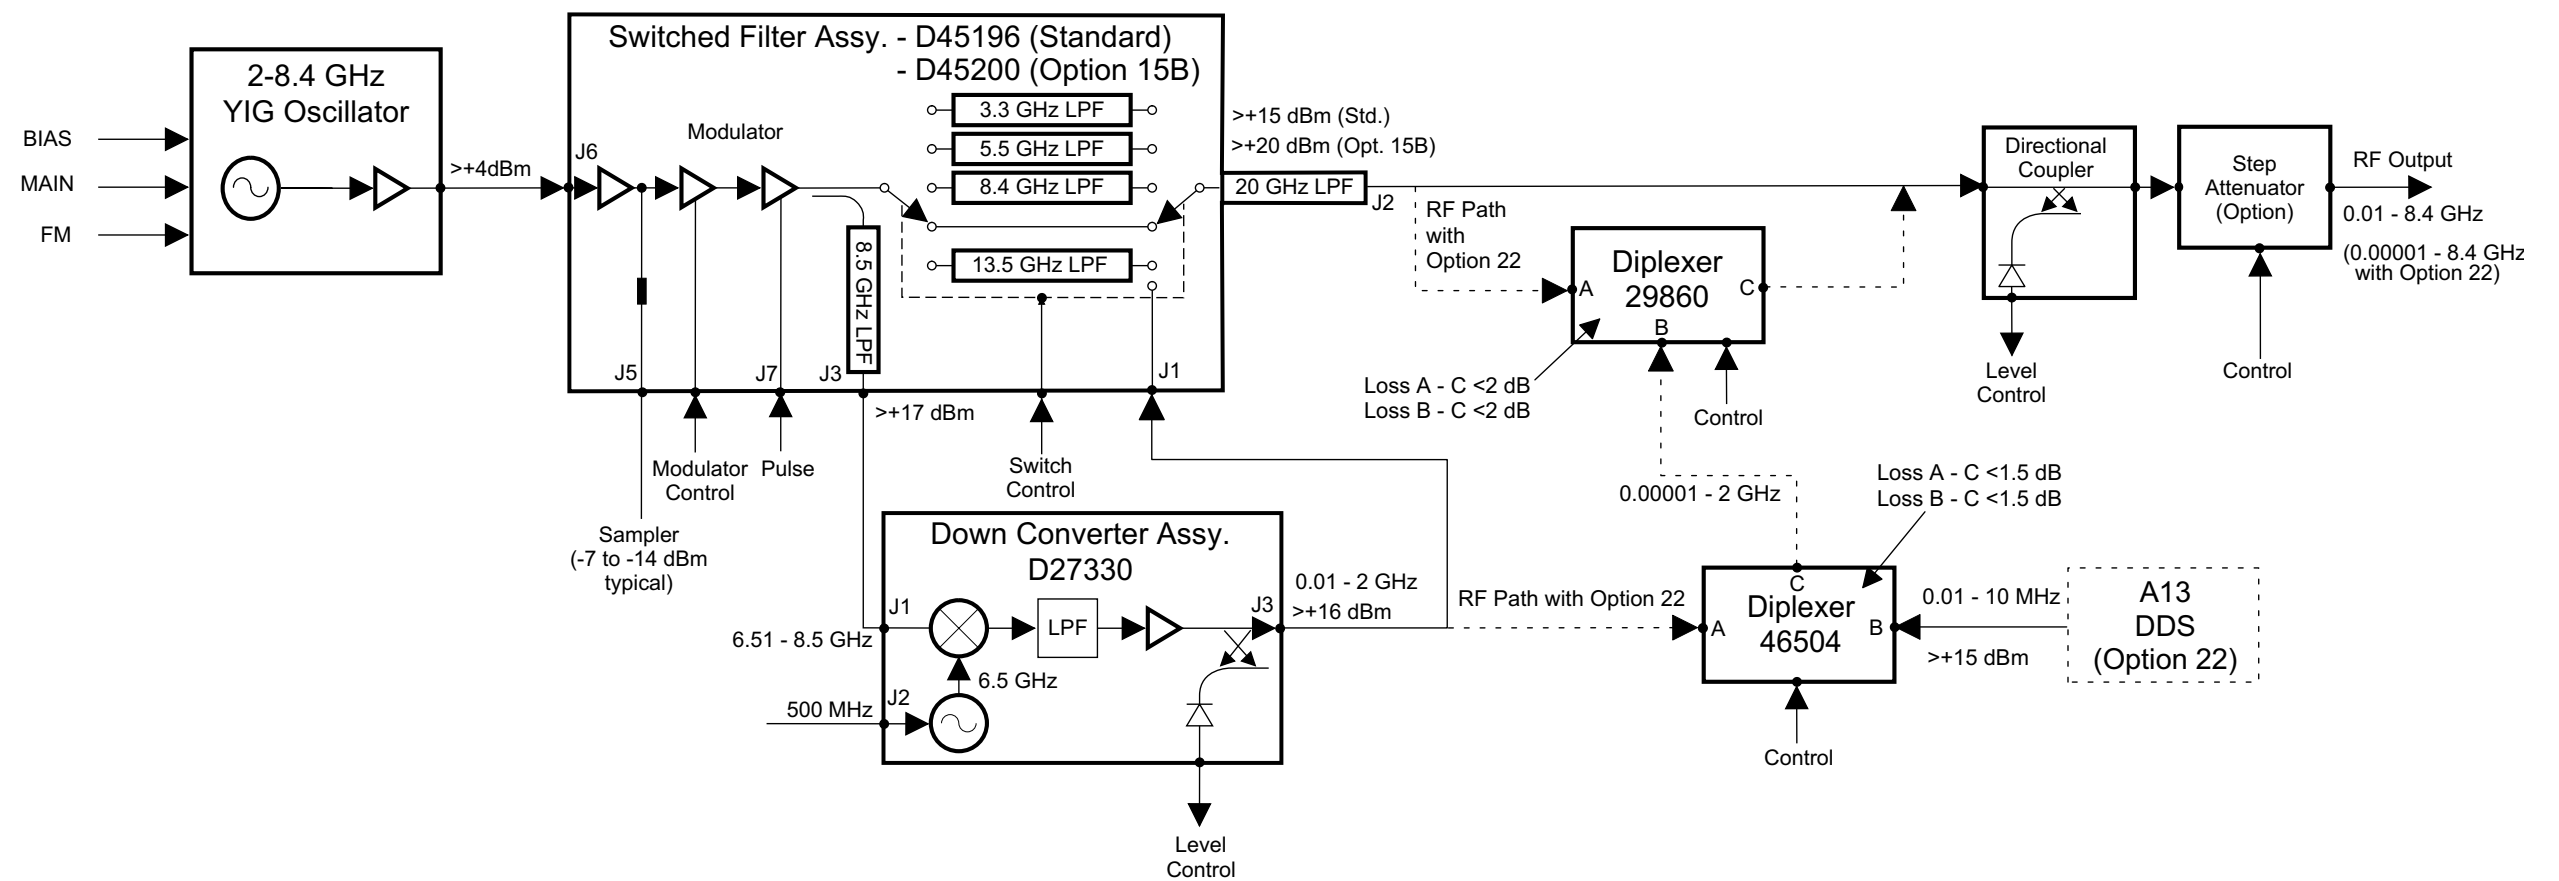 Switched Filter Assy. - D45196 (Standard)
- D45200 (Option 15B)
2-8.4 GHz
YIG Oscillator
BIAS
MAIN
FM
>+4dBm
J6
Modulator
3.3 GHz LPF
5.5 GHz LPF
8.4 GHz LPF
13.5 GHz LPF
8.5 GHz LPF
20 GHz LPF
>+15 dBm (Std.)
>+20 dBm (Opt. 15B)
J2
RF Path
with
Option 22
J5
J7
J3
J1
>+17 dBm
Modulator
Control
Pulse
Switch
Control
Sampler
(-7 to -14 dBm
typical)
Diplexer
29860
A
B
C
Loss A - C <2 dB
Loss B - C <2 dB
Control
Directional
Coupler
Level
Control
Step
Attenuator
(Option)
Control
RF Output
0.01 - 8.4 GHz
(0.00001 - 8.4 GHz
with Option 22)
Down Converter Assy.
D27330
J1
6.51 - 8.5 GHz
LPF
6.5 GHz
J2
500 MHz
J3
0.01 - 2 GHz
>+16 dBm
Level
Control
RF Path with Option 22
0.00001 - 2 GHz
Loss A - C <1.5 dB
Loss B - C <1.5 dB
C
Diplexer
46504
A
B
Control
0.01 - 10 MHz
>+15 dBm
A13
DDS
(Option 22)